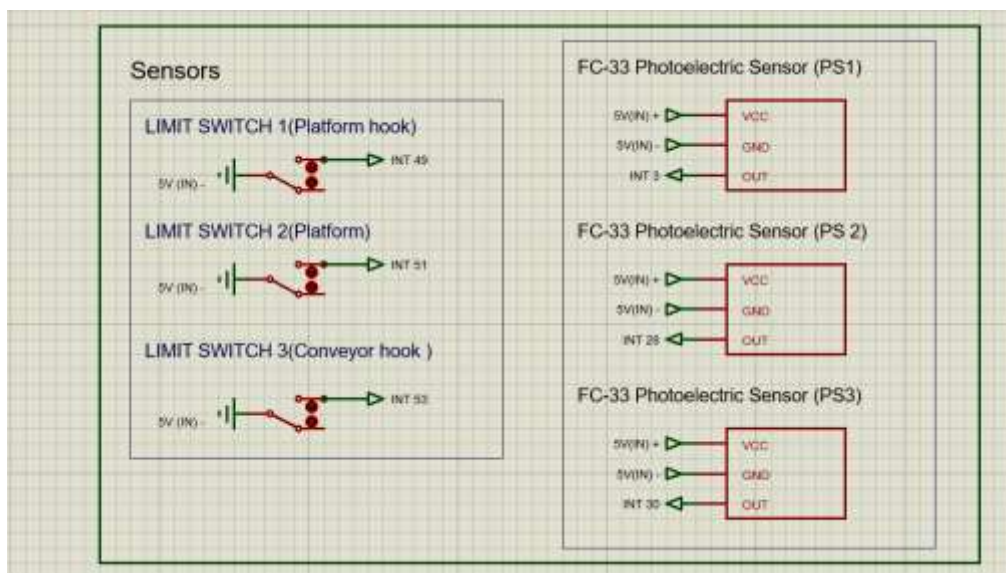 Sensors
LIMIT SWITCH 1(Platform hook)
INT 49
5V (IN) -
LIMIT SWITCH 2(Platform)
INT 51
5V (IN) -
LIMIT SWITCH 3(Conveyor hook )
INT 53
5V (IN) -
FC-33 Photoelectric Sensor (PS1)
5V(IN) + VCC
5V(IN) - GND
INT 3 OUT
FC-33 Photoelectric Sensor (PS 2)
5V(IN) + VCC
5V(IN) - GND
INT 28 OUT
FC-33 Photoelectric Sensor (PS3)
5V(IN) + VCC
5V(IN) - GND
INT 30 OUT